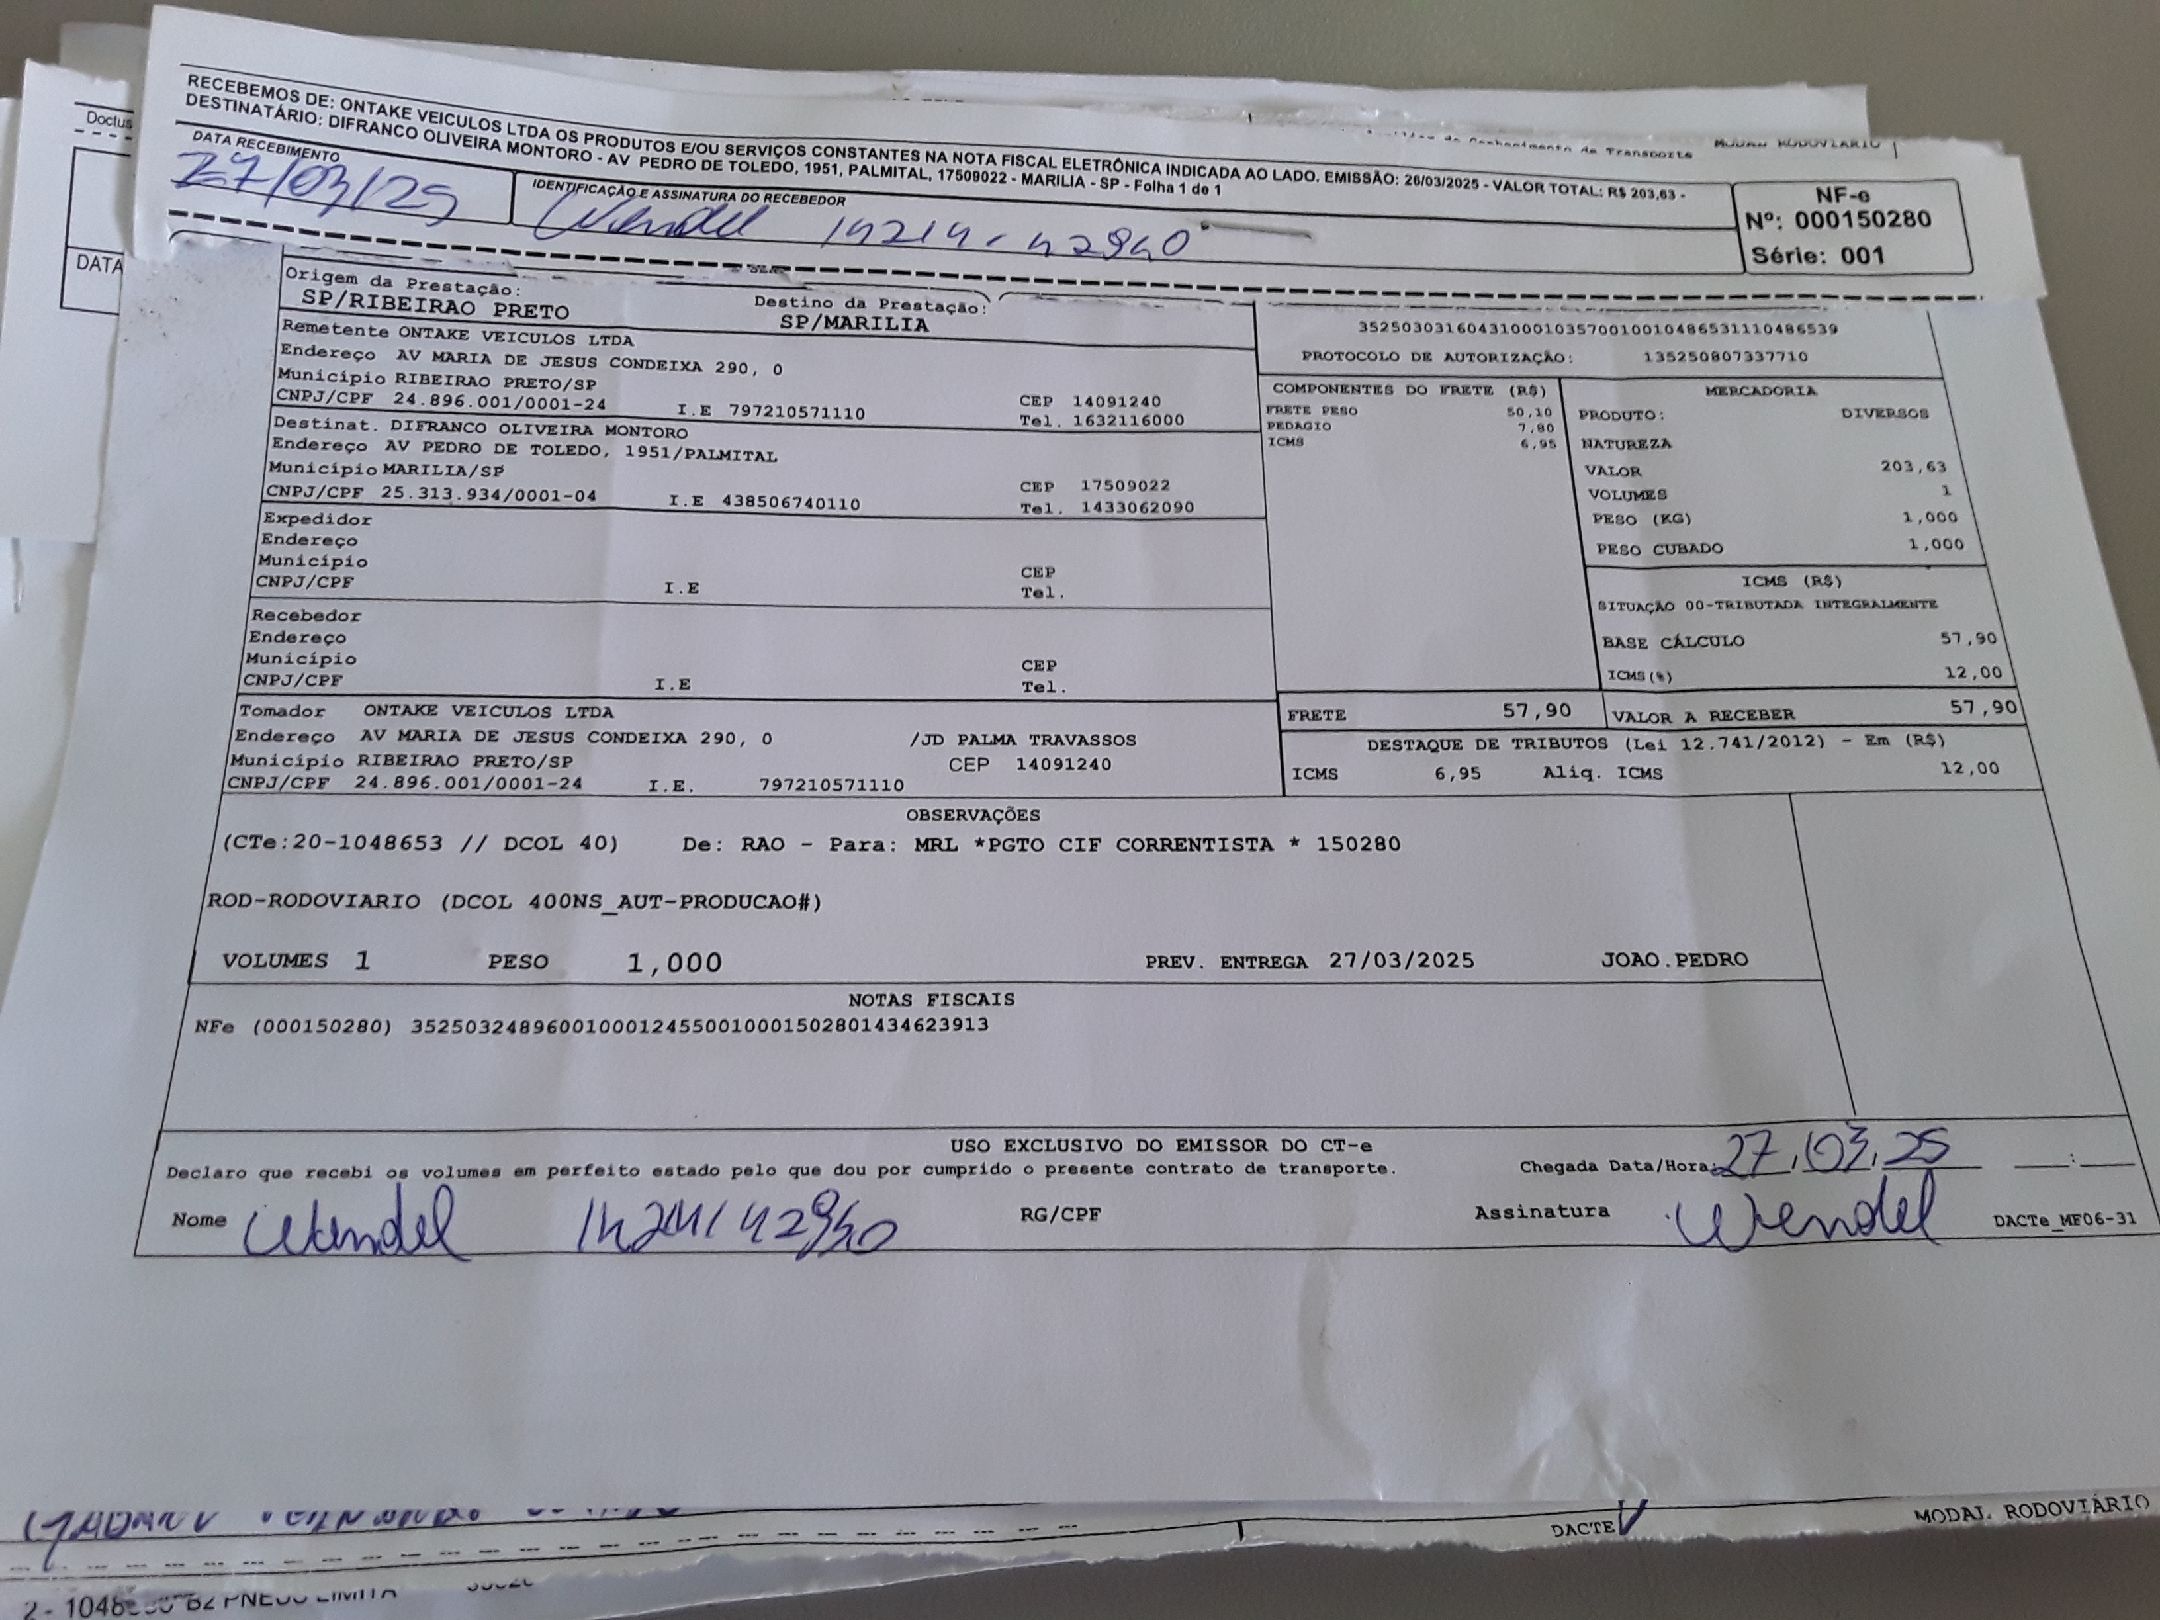 RECEBEMOS DE: ONTAKE VEICULOS LTDA OS PRODUTOS E/OU SERVIÇOS CONSTANTES NA NOTA FISCAL ELETRÔNICA INDICADA AO LADO. EMISSÃO: 26/03/2025 - VALOR TOTAL: R$ 203,63 -
DESTINATÁRIO: DIFRANCO OLIVEIRA MONTORO - AV PEDRO DE TOLEDO, 1951, PALMITAL, 17509022 - MARILIA - SP - Folha 1 de 1
DATA RECEBIMENTO
27/03/25
IDENTIFICAÇÃO E ASSINATURA DO RECEBEDOR
Wendel
NF-e
Nº: 000150280
Série: 001
Doctus
DATA
Conhecimento de Transporte
MODAL RODOVIÁRIO
Origem da Prestação:
SP/RIBEIRAO PRETO
Destino da Prestação:
SP/MARILIA
Remetente ONTAKE VEICULOS LTDA
Endereço AV MARIA DE JESUS CONDEIXA 290, 0
Município RIBEIRAO PRETO/SP
CNPJ/CPF 24.896.001/0001-24 I.E 797210571110
CEP 14091240
Tel. 1632116000
Destinat. DIFRANCO OLIVEIRA MONTORO
Endereço AV PEDRO DE TOLEDO, 1951/PALMITAL
Município MARILIA/SP
CNPJ/CPF 25.313.934/0001-04 I.E 438506740110
CEP 17509022
Tel. 1433062090
Expedidor
Endereço
Município
CNPJ/CPF I.E
CEP
Tel.
Recebedor
Endereço
Município
CNPJ/CPF I.E
CEP
Tel.
Tomador ONTAKE VEICULOS LTDA
Endereço AV MARIA DE JESUS CONDEIXA 290, 0 /JD PALMA TRAVASSOS
Município RIBEIRAO PRETO/SP CEP 14091240
CNPJ/CPF 24.896.001/0001-24 I.E. 797210571110
35250303160431000103570010010486531110486539
PROTOCOLO DE AUTORIZAÇÃO: 135250807337710
COMPONENTES DO FRETE (R$)
FRETE PESO 50,10
PEDAGIO 7,80
ICMS 6,95
MERCADORIA
PRODUTO: DIVERSOS
NATUREZA
VALOR 203,63
VOLUMES 1
PESO (KG) 1,000
PESO CUBADO 1,000
ICMS (R$)
SITUAÇÃO 00-TRIBUTADA INTEGRALMENTE
BASE CÁLCULO 57,90
ICMS(%) 12,00
FRETE 57,90 VALOR A RECEBER 57,90
DESTAQUE DE TRIBUTOS (Lei 12.741/2012) - Em (R$)
ICMS 6,95 Aliq. ICMS 12,00
OBSERVAÇÕES
(CTe:20-1048653 // DCOL 40) De: RAO - Para: MRL *PGTO CIF CORRENTISTA * 150280
ROD-RODOVIARIO (DCOL 400NS_AUT-PRODUCAO#)
VOLUMES 1 PESO 1,000 PREV. ENTREGA 27/03/2025 JOAO.PEDRO
NOTAS FISCAIS
NFe (000150280) 35250324896001000124550010001502801434623913
USO EXCLUSIVO DO EMISSOR DO CT-e
Declaro que recebi os volumes em perfeito estado pelo que dou por cumprido o presente contrato de transporte.
Chegada Data/Hora 27,03,25 :
Nome Wendel RG/CPF Assinatura Wendel DACTe_MF06-31
DACTE
MODAL RODOVIÁRIO